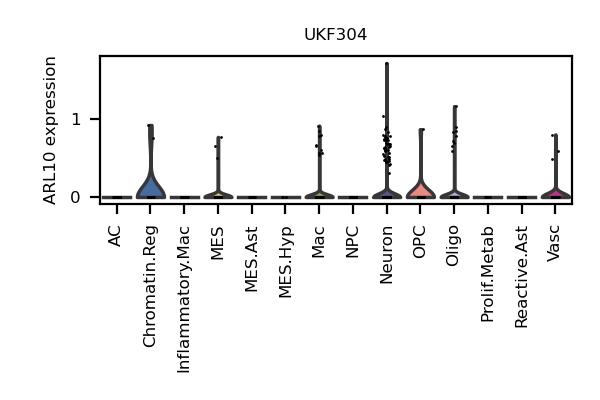 UKF304
ARL10 expression
1
0
AC
Chromatin.Reg
Inflammatory.Mac
MES
MES.Ast
MES.Hyp
Mac
NPC
Neuron
OPC
Oligo
Prolif.Metab
Reactive.Ast
Vasc